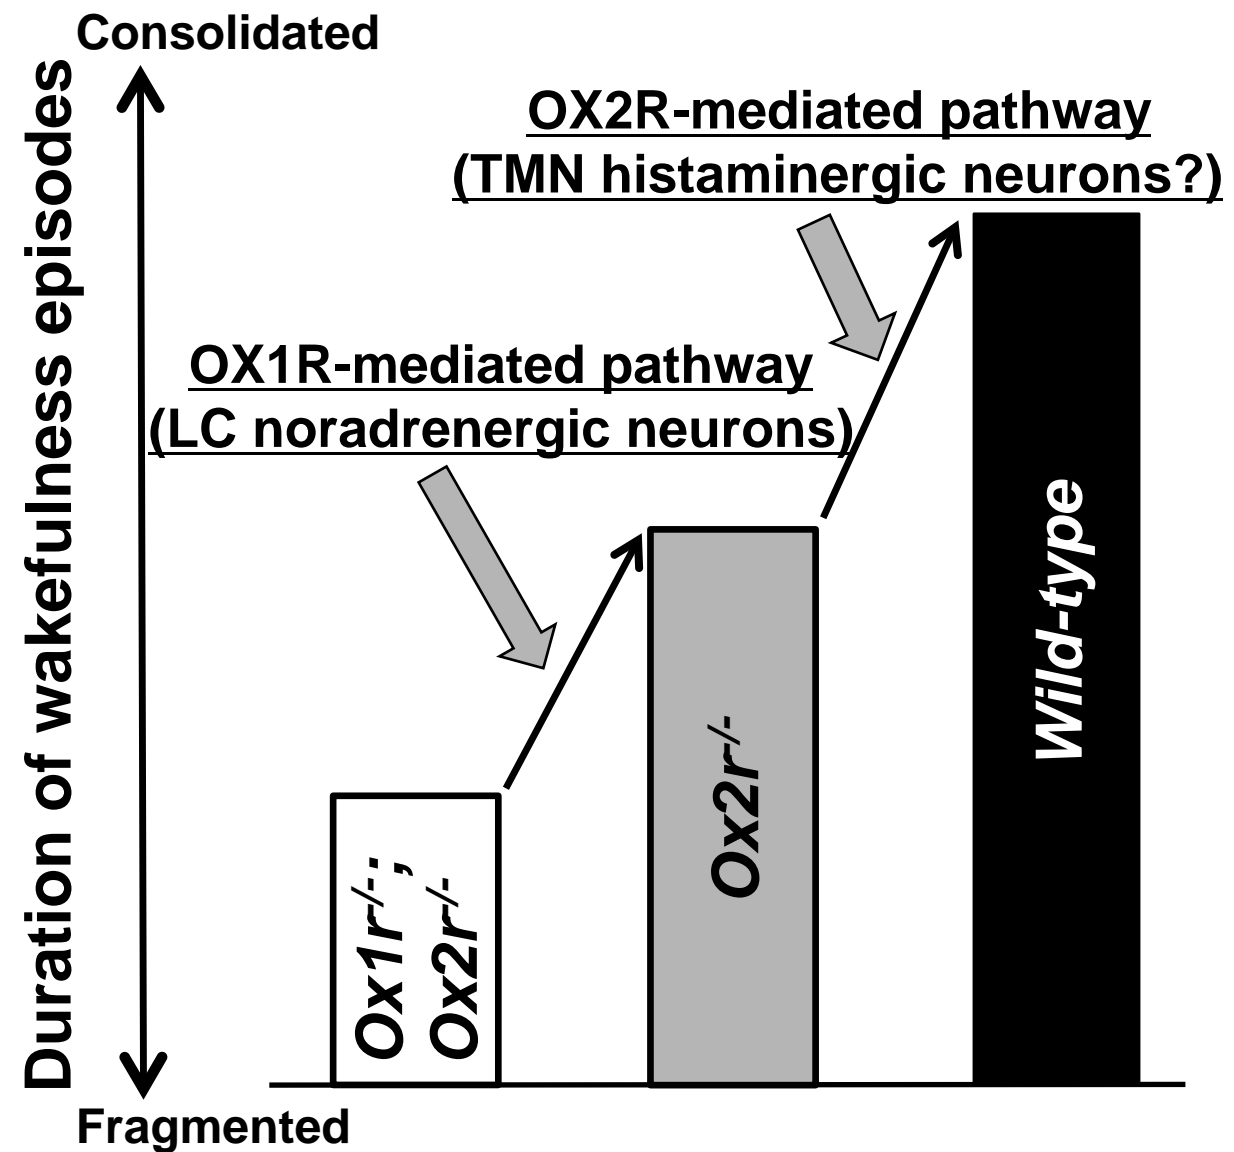 Consolidated
Duration of wakefulness episodes
OX2R-mediated pathway
(TMN histaminergic neurons?)
OX1R-mediated pathway
(LC noradrenergic neurons)
Ox1r-/-;
Ox2r-/-
Ox2r-/-
Wild-type
Fragmented